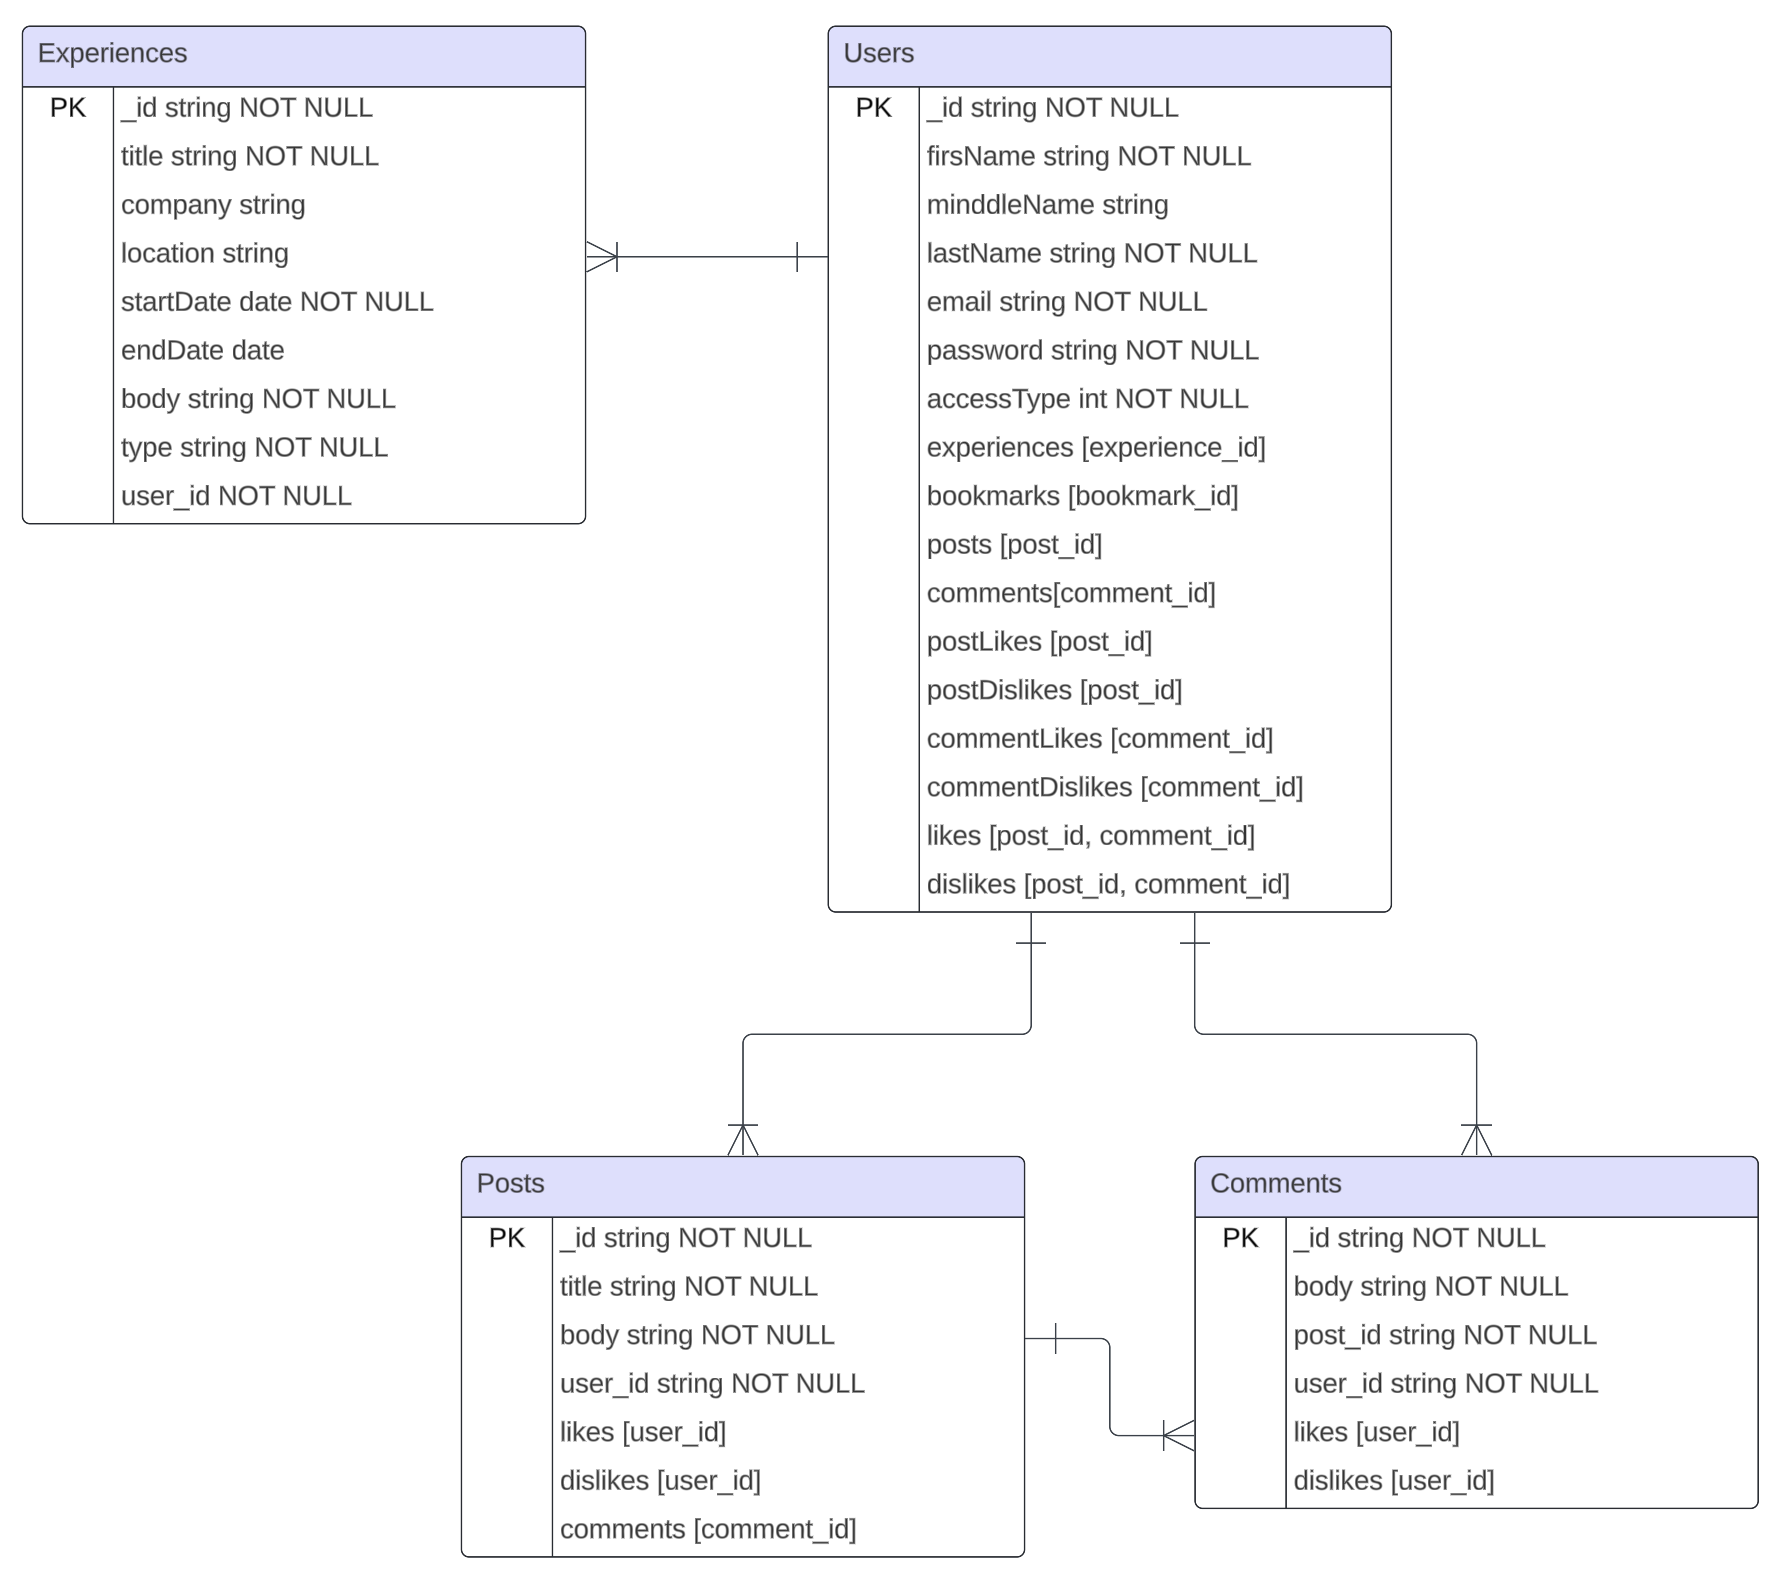 Experiences
PK _id string NOT NULL
title string NOT NULL
company string
location string
startDate date NOT NULL
endDate date
body string NOT NULL
type string NOT NULL
user_id NOT NULL
Users
PK _id string NOT NULL
firsName string NOT NULL
minddleName string
lastName string NOT NULL
email string NOT NULL
password string NOT NULL
accessType int NOT NULL
experiences [experience_id]
bookmarks [bookmark_id]
posts [post_id]
comments[comment_id]
postLikes [post_id]
postDislikes [post_id]
commentLikes [comment_id]
commentDislikes [comment_id]
likes [post_id, comment_id]
dislikes [post_id, comment_id]
Posts
PK _id string NOT NULL
title string NOT NULL
body string NOT NULL
user_id string NOT NULL
likes [user_id]
dislikes [user_id]
comments [comment_id]
Comments
PK _id string NOT NULL
body string NOT NULL
post_id string NOT NULL
user_id string NOT NULL
likes [user_id]
dislikes [user_id]